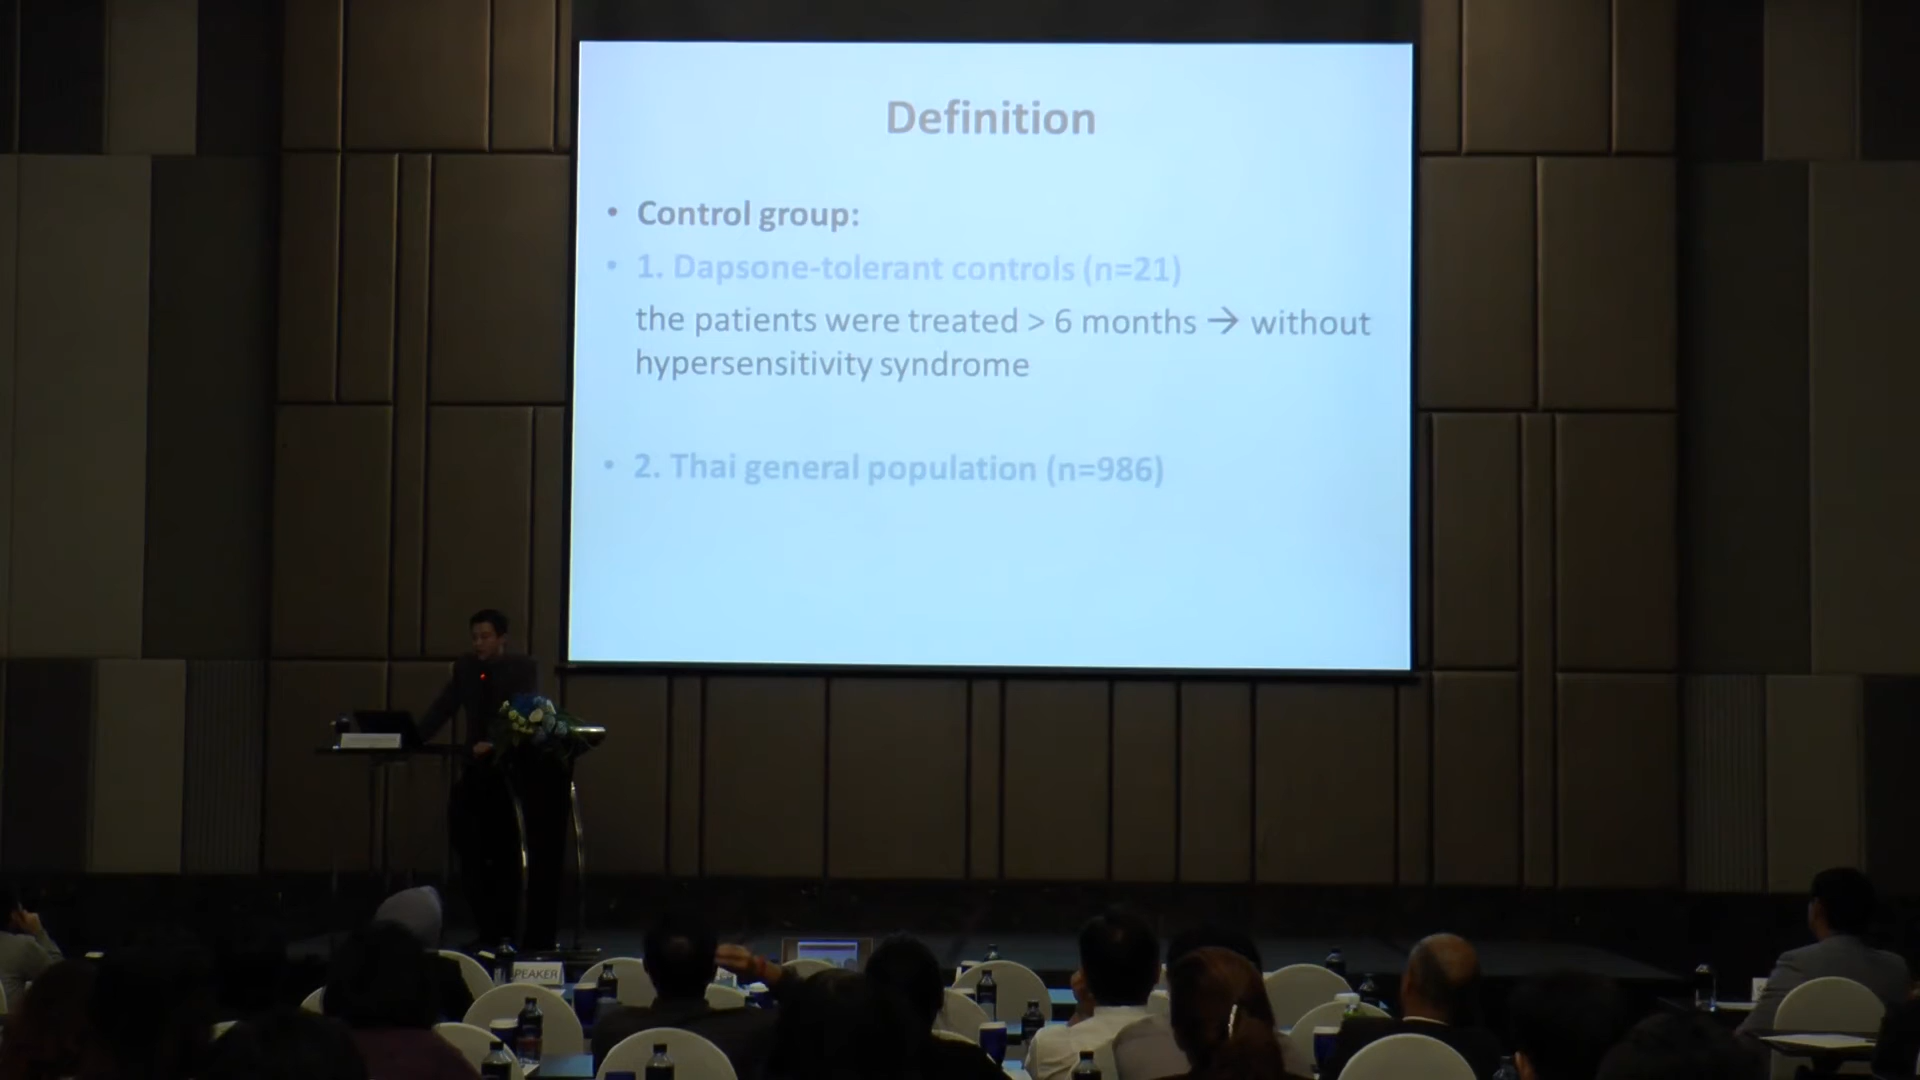 Definition
• Control group:
• 1. Dapsone-tolerant controls (n=21)
the patients were treated > 6 months → without
hypersensitivity syndrome
• 2. Thai general population (n=986)
SPEAKER